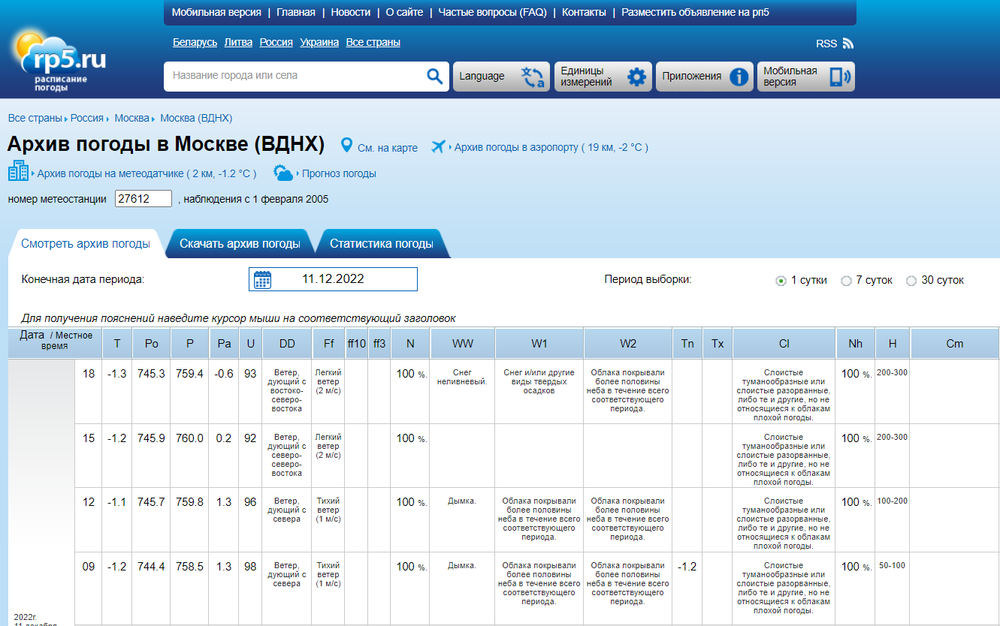 Мобильная версия | Главная | Новости | О сайте | Частые вопросы (FAQ) | Контакты | Разместить объявление на рп5
Беларусь Литва Россия Украина Все страны
RSS
rp5.ru
расписание
погоды
Название города или села
Language
Единицы
измерений
Приложения
Мобильная
версия
Все страны Россия Москва Москва (ВДНХ)
Архив погоды в Москве (ВДНХ) См. на карте Архив погоды в аэропорту ( 19 км, -2 °C )
Архив погоды на метеодатчике ( 2 км, -1.2 °C ) Прогноз погоды
номер метеостанции 27612 , наблюдения с 1 февраля 2005
Смотреть архив погоды Скачать архив погоды Статистика погоды
Конечная дата периода: 11.12.2022 Период выборки: 1 сутки 7 суток 30 суток
Для получения пояснений наведите курсор мыши на соответствующий заголовок
Дата / Местное
время
T Po P Pa U DD Ff ff10 ff3 N WW W1 W2 Tn Tx Cl Nh H Cm
18 -1.3 745.3 759.4 -0.6 93
Ветер,
дующий с
востоко-
северо-
востока
Легкий
ветер
(2 м/с)
100 %.
Снег
неливневый.
Снег и/или другие
виды твердых
осадков
Облака покрывали
более половины
неба в течение всего
соответствующего
периода.
Слоистые
туманообразные или
слоистые разорванные,
либо те и другие, но не
относящиеся к облакам
плохой погоды.
100 %. 200-300
15 -1.2 745.9 760.0 0.2 92
Ветер,
дующий с
северо-
северо-
востока
Легкий
ветер
(2 м/с)
100 %.
Слоистые
туманообразные или
слоистые разорванные,
либо те и другие, но не
относящиеся к облакам
плохой погоды.
100 %. 200-300
12 -1.1 745.7 759.8 1.3 96
Ветер,
дующий с
севера
Тихий
ветер
(1 м/с)
100 %.
Дымка.
Облака покрывали
более половины
неба в течение всего
соответствующего
периода.
Облака покрывали
более половины
неба в течение всего
соответствующего
периода.
Слоистые
туманообразные или
слоистые разорванные,
либо те и другие, но не
относящиеся к облакам
плохой погоды.
100 %. 100-200
09 -1.2 744.4 758.5 1.3 98
Ветер,
дующий с
севера
Тихий
ветер
(1 м/с)
100 %.
Дымка.
Облака покрывали
более половины
неба в течение всего
соответствующего
периода.
Облака покрывали
более половины
неба в течение всего
соответствующего
периода.
-1.2
Слоистые
туманообразные или
слоистые разорванные,
либо те и другие, но не
относящиеся к облакам
плохой погоды.
100 %. 50-100
2022г.
11 декабря